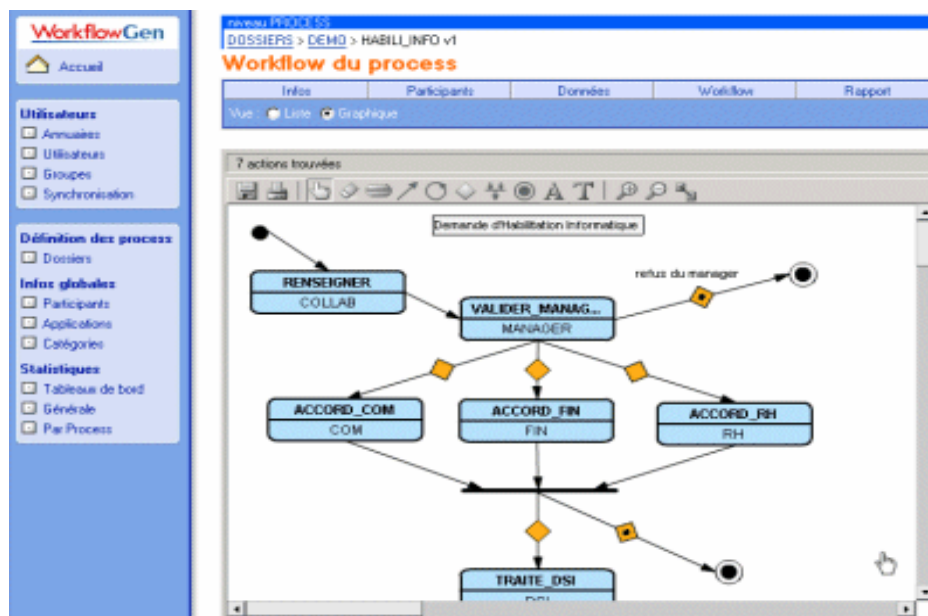 WorkflowGen
Accueil
Utilisateurs
Annuaires
Utilisateurs
Groupes
Synchronisation
Définition des process
Dossiers
Infos globales
Participants
Applications
Catégories
Statistiques
Tableaux de bord
Générale
Par Process
niveau PROCESS
DOSSIERS > DEMO > HABILI_INFO v1
Workflow du process
Infos Participants Données Workflow Rapport
Vue : Liste Graphique
7 actions trouvées
A T
Demande d'Habilitation Informatique
refus du manager
RENSEIGNER
COLLAB
VALIDER_MANAG...
MANAGER
ACCORD_COM
COM
ACCORD_FIN
FIN
ACCORD_RH
RH
TRAITE_DSI
DSI